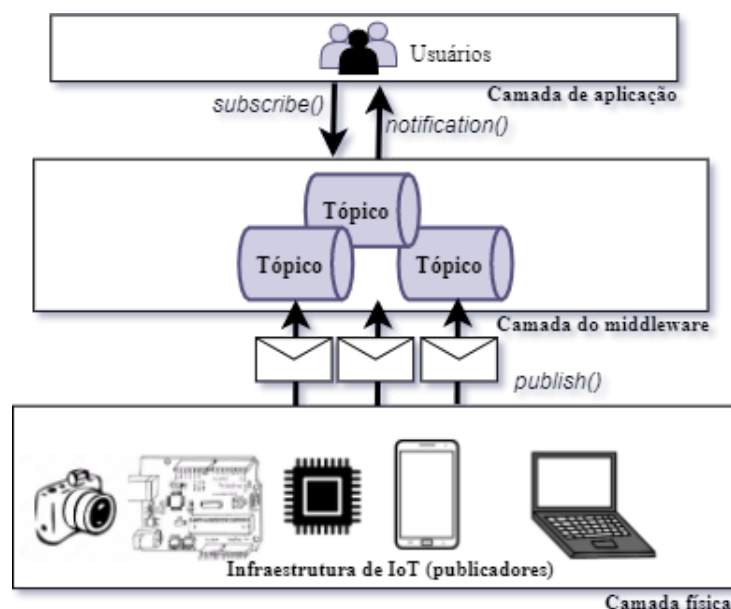 Usuários
Camada de aplicação
subscribe()
notification()
Tópico
Tópico
Tópico
Camada do middleware
publish()
Infraestrutura de IoT (publicadores)
Camada física